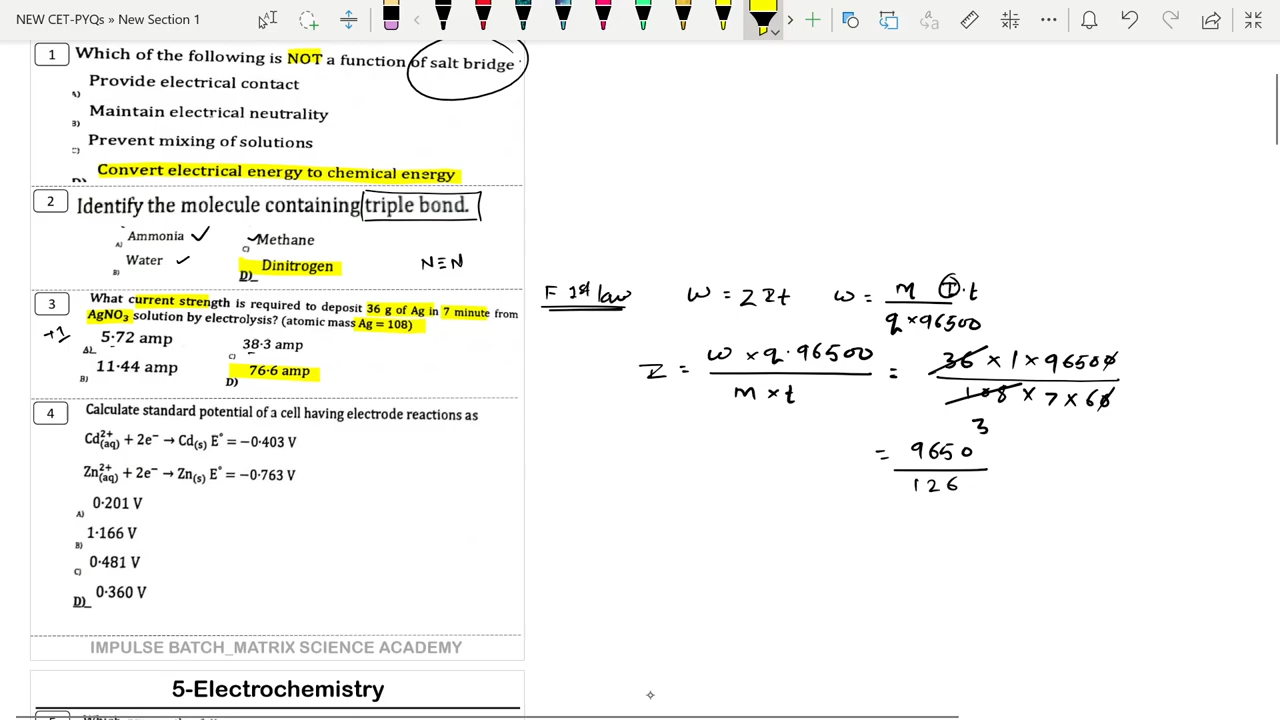 NEW CET-PYQs » New Section 1
1 Which of the following is NOT a function of salt bridge
A) Provide electrical contact
B) Maintain electrical neutrality
C) Prevent mixing of solutions
D) Convert electrical energy to chemical energy
2 Identify the molecule containing triple bond.
A) Ammonia
C) Methane
B) Water
D) Dinitrogen
N≡N
3 What current strength is required to deposit 36 g of Ag in 7 minute from
AgNO₃ solution by electrolysis? (atomic mass Ag = 108)
+1
A) 5·72 amp
C) 38·3 amp
B) 11·44 amp
D) 76·6 amp
4 Calculate standard potential of a cell having electrode reactions as
Cd²⁺(aq) + 2e⁻ → Cd(s) E° = −0·403 V
Zn²⁺(aq) + 2e⁻ → Zn(s) E° = −0·763 V
A) 0·201 V
B) 1·166 V
C) 0·481 V
D) 0·360 V
IMPULSE BATCH_MATRIX SCIENCE ACADEMY
5-Electrochemistry
F 1st law w = ZIt w = m I·t / q × 96500
I = w × q · 96500 / m × t = 36 × 1 × 96500 / 108 × 7 × 60
3
= 9650 / 126